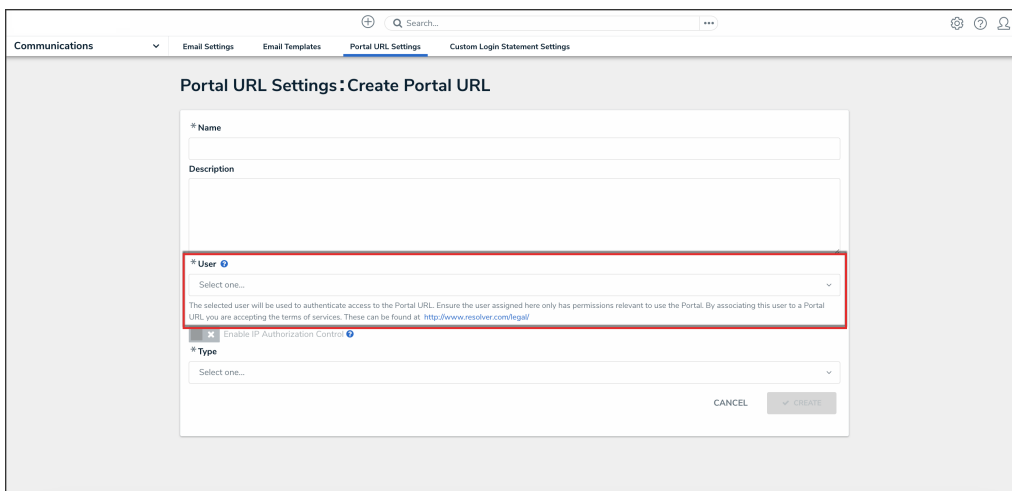 Search...
Communications
Email Settings
Email Templates
Portal URL Settings
Custom Login Statement Settings
Portal URL Settings: Create Portal URL
* Name
Description
* User
Select one...
The selected user will be used to authenticate access to the Portal URL. Ensure the user assigned here only has permissions relevant to use the Portal. By associating this user to a Portal
URL you are accepting the terms of services. These can be found at http://www.resolver.com/legal/
Enable IP Authorization Control
* Type
Select one...
CANCEL
CREATE